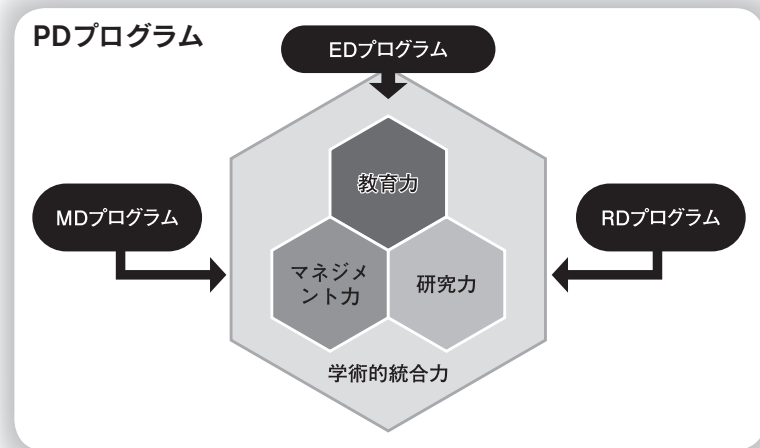 PDプログラム
EDプログラム
教育力
MDプログラム
RDプログラム
マネジメ
ント力
研究力
学術的統合力